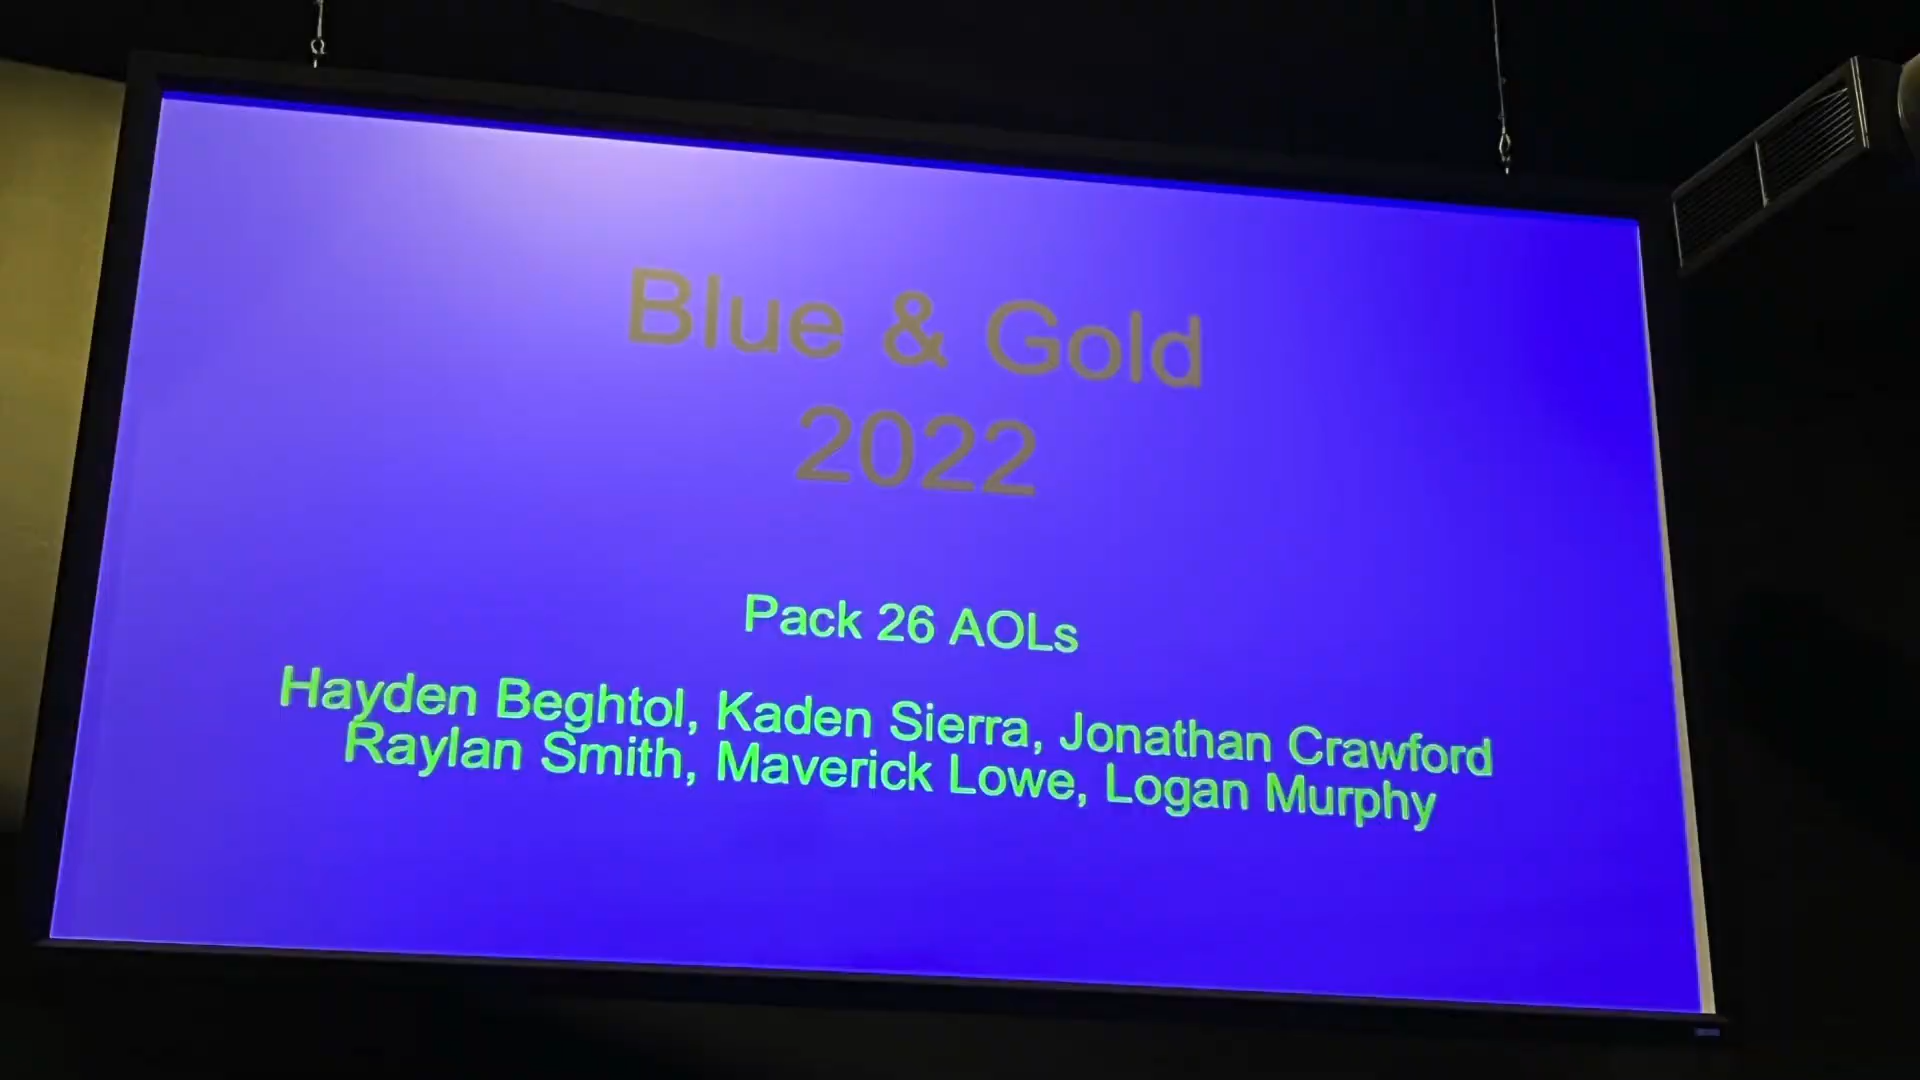 Blue & Gold
2022
Pack 26 AOLs
Hayden Beghtol, Kaden Sierra, Jonathan Crawford
Raylan Smith, Maverick Lowe, Logan Murphy